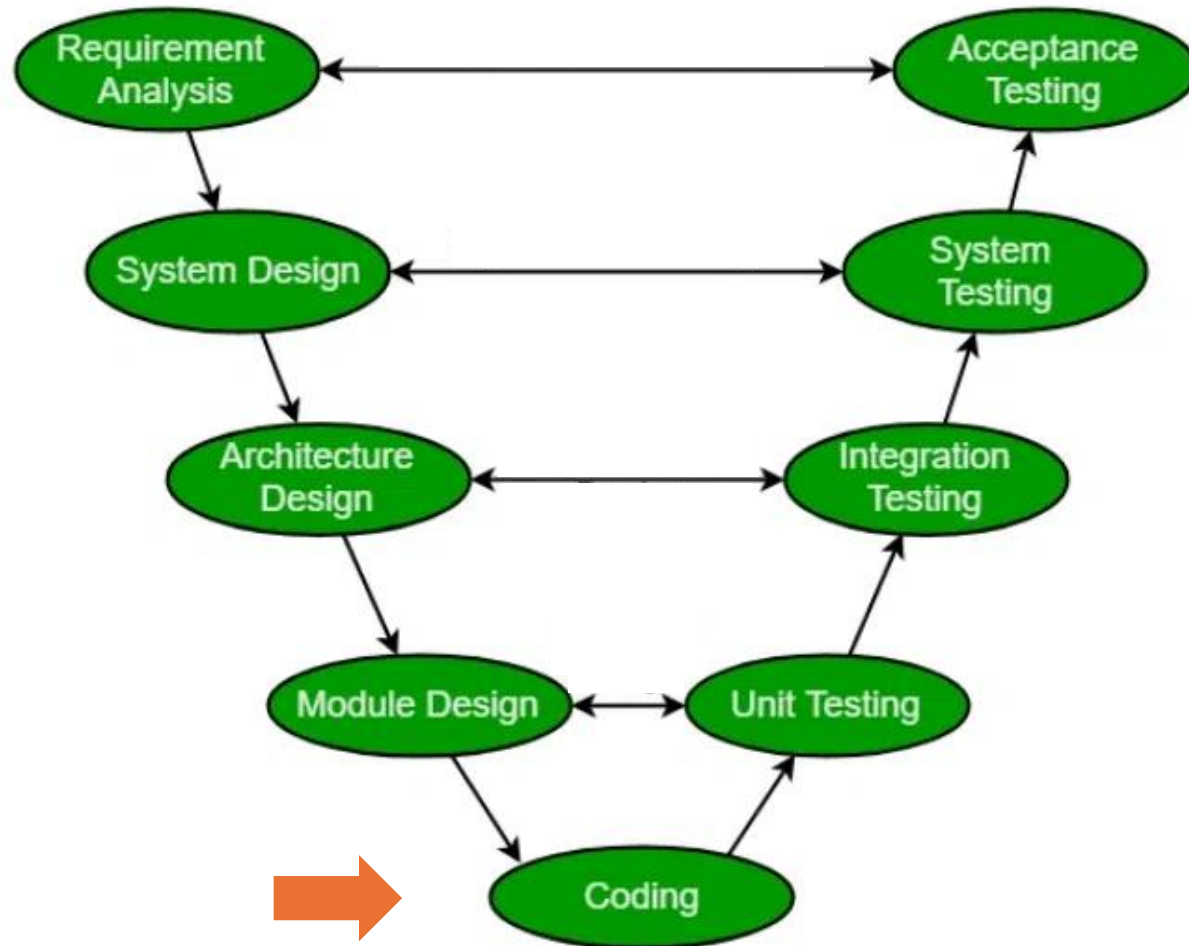 Requirement
Analysis
Acceptance
Testing
System Design
System
Testing
Architecture
Design
Integration
Testing
Module Design
Unit Testing
Coding